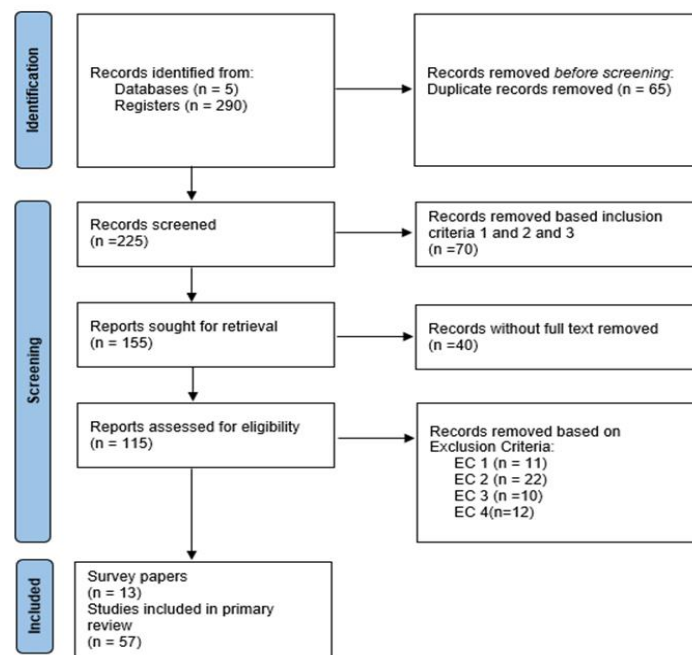 Identification
Records identified from:
Databases (n = 5)
Registers (n = 290)
Records removed before screening:
Duplicate records removed (n = 65)
Screening
Records screened
(n =225)
Records removed based inclusion
criteria 1 and 2 and 3
(n =70)
Reports sought for retrieval
(n = 155)
Records without full text removed
(n =40)
Reports assessed for eligibility
(n = 115)
Records removed based on
Exclusion Criteria:
EC 1 (n = 11)
EC 2 (n = 22)
EC 3 (n =10)
EC 4(n=12)
Included
Survey papers
(n = 13)
Studies included in primary
review
(n = 57)